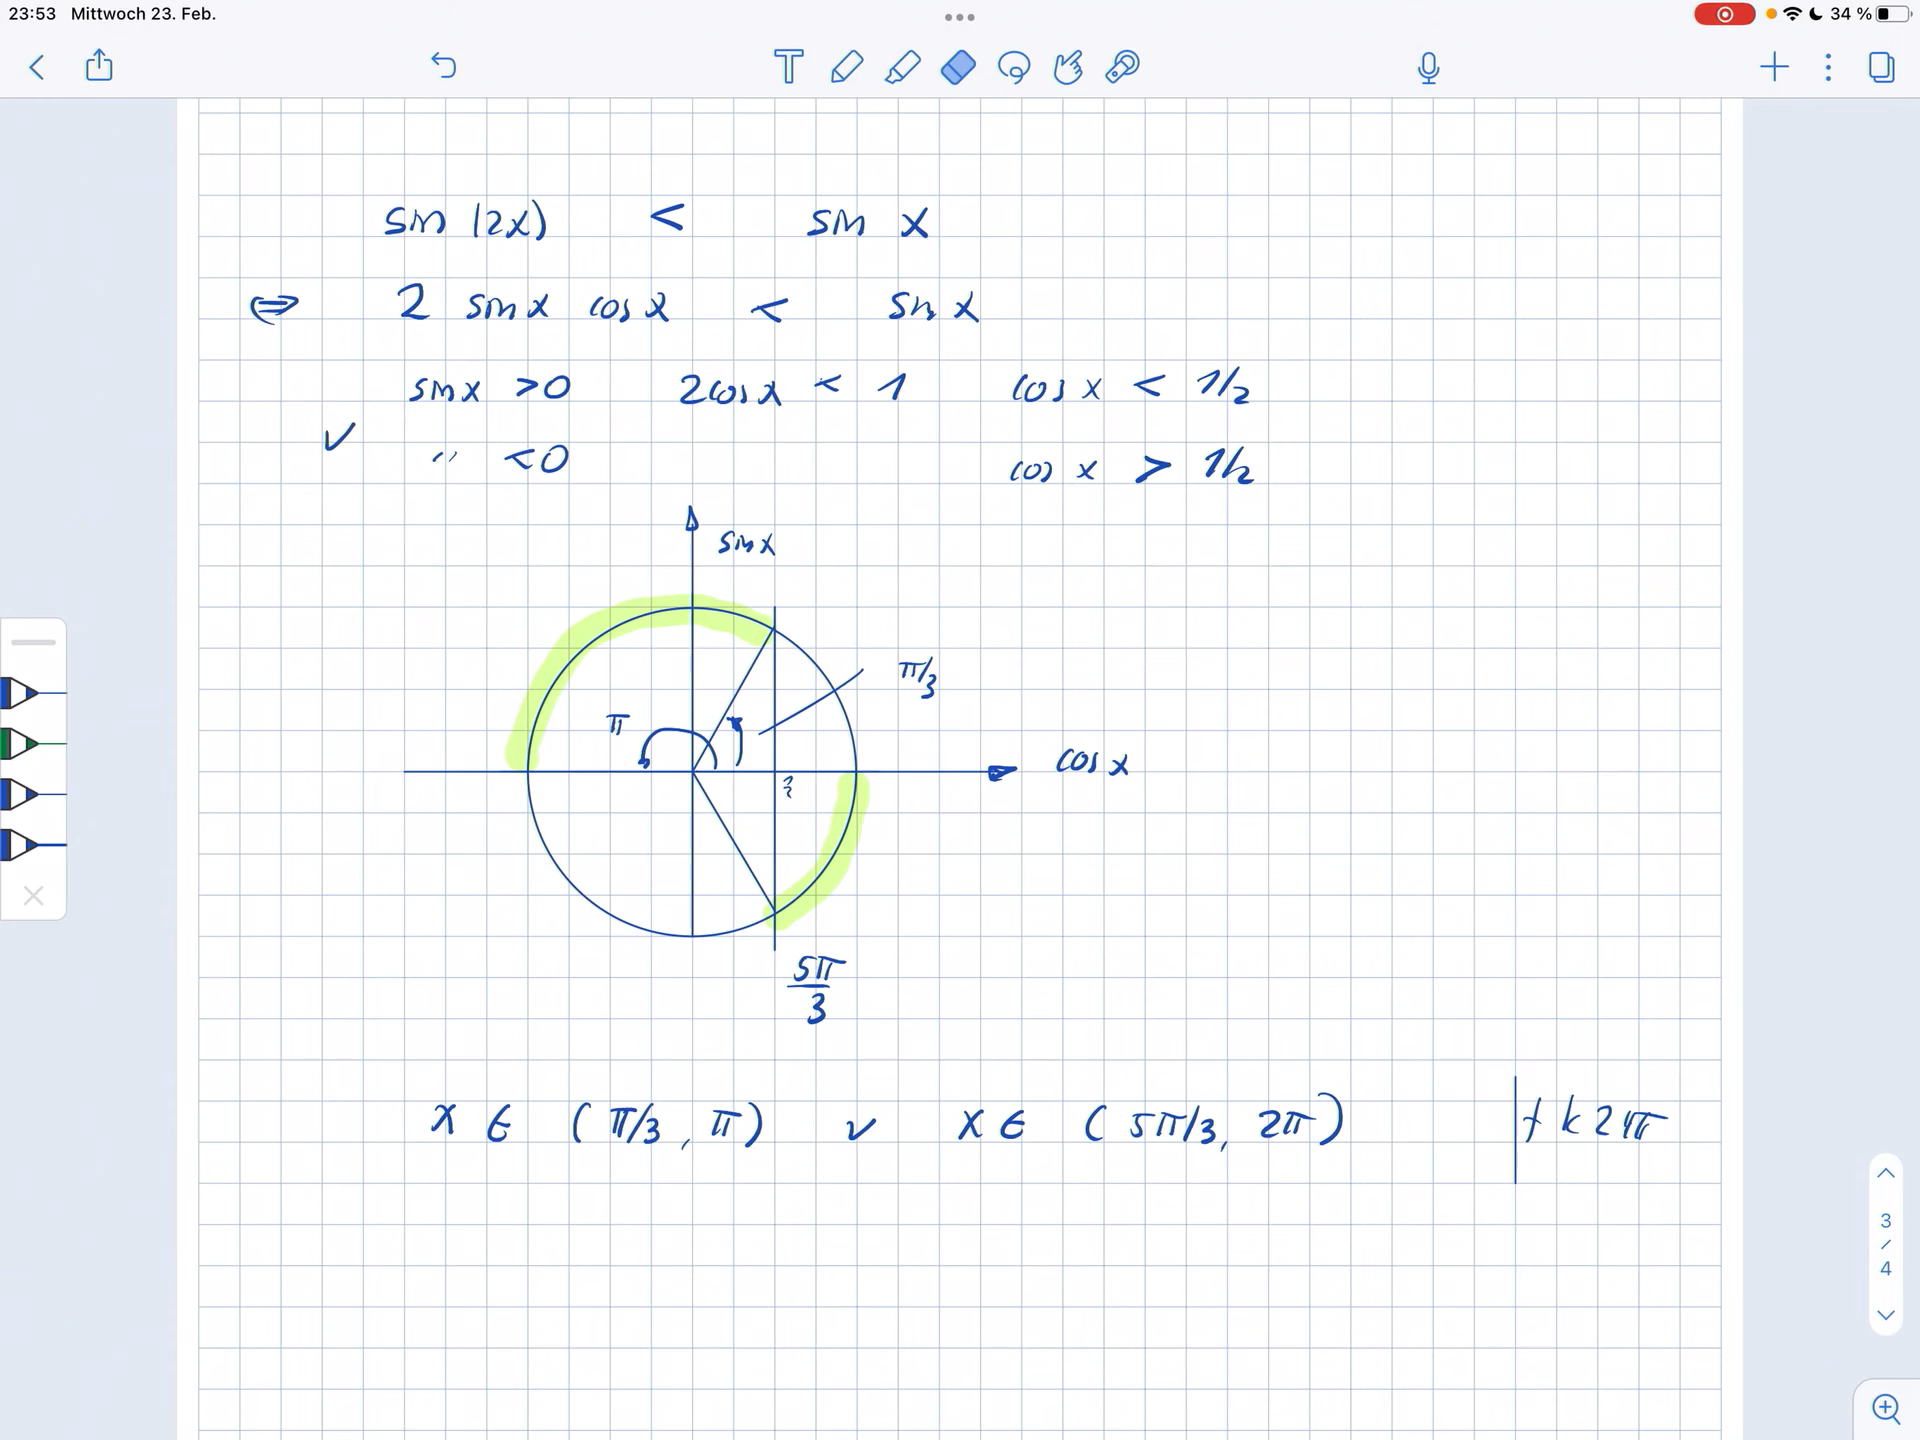 23:53 Mittwoch 23. Feb. 34 %
sin (2x) < sin x
⇔ 2 sin x cos x < sin x
sin x > 0 2 cos x < 1 cos x < 1/2
∨ " < 0 cos x > 1/2
sin x
π/3
π
cos x
5π/3
x ∈ (π/3, π) ∨ x ∈ (5π/3, 2π) | + k 2π
3
/
4